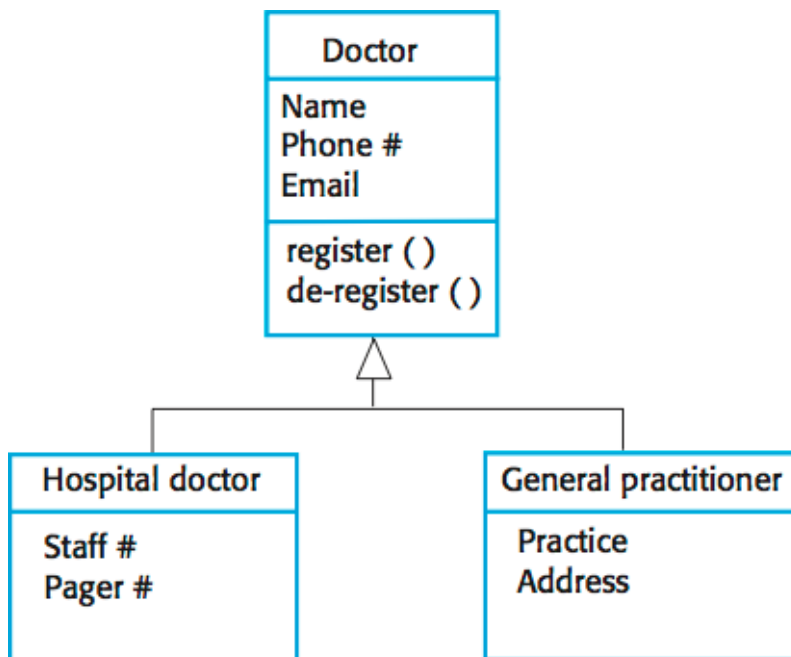 Doctor
Name
Phone #
Email
register ( )
de-register ( )
Hospital doctor
Staff #
Pager #
General practitioner
Practice
Address